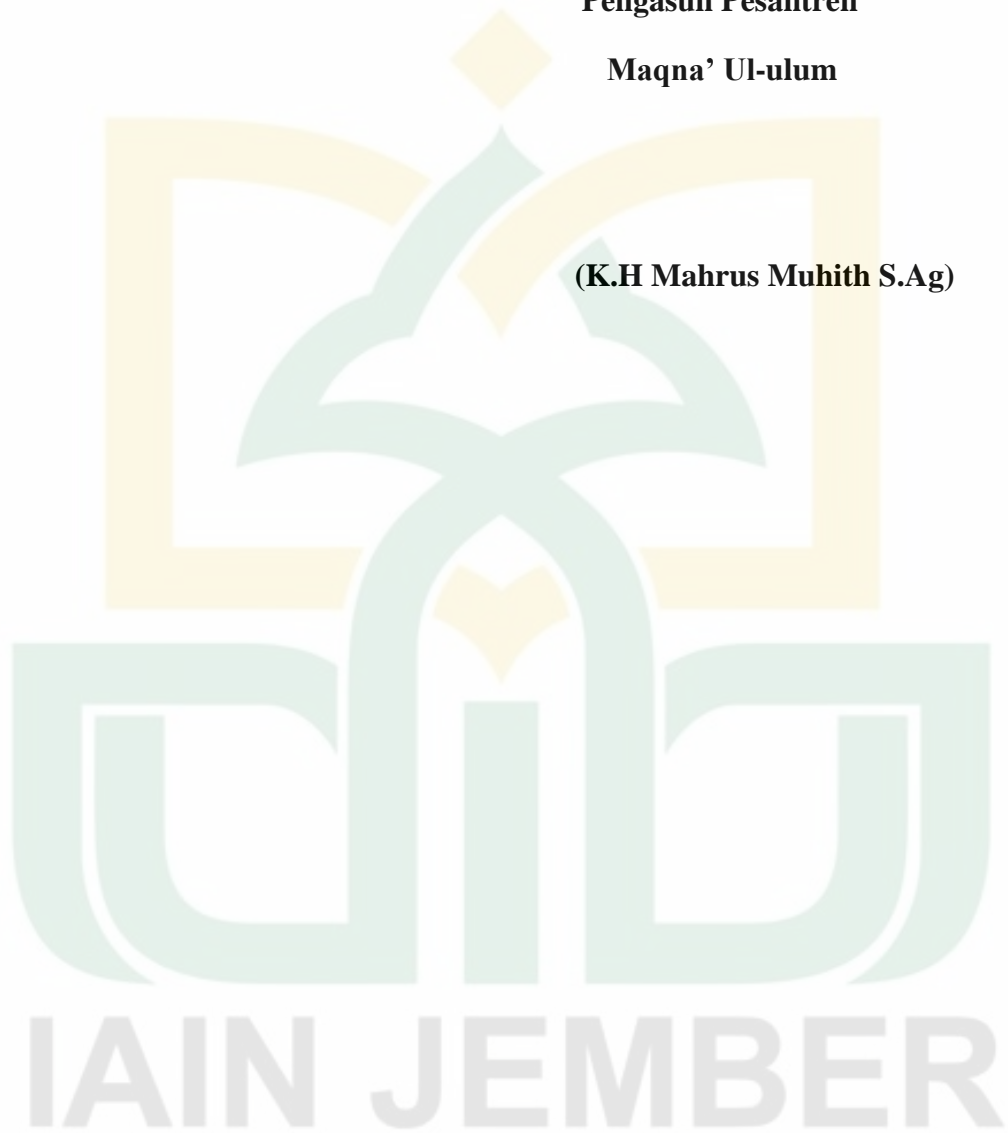 Pengasuh Pesantren
Maqna’ Ul-ulum
(K.H Mahrus Muhith S.Ag)
IAIN JEMBER